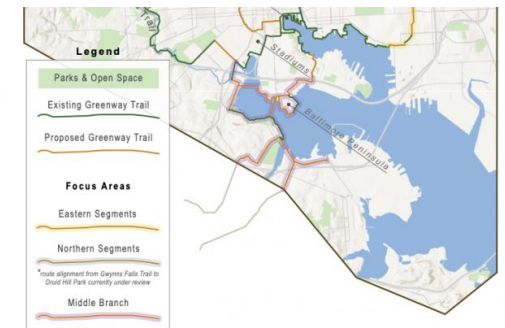 Trail
Legend
Parks & Open Space
Existing Greenway Trail
Proposed Greenway Trail
Focus Areas
Eastern Segments
Northern Segments
*route alignment from Gwynns Falls Trail to
Druid Hill Park currently under review
Middle Branch
Stadiums
Baltimore Peninsula